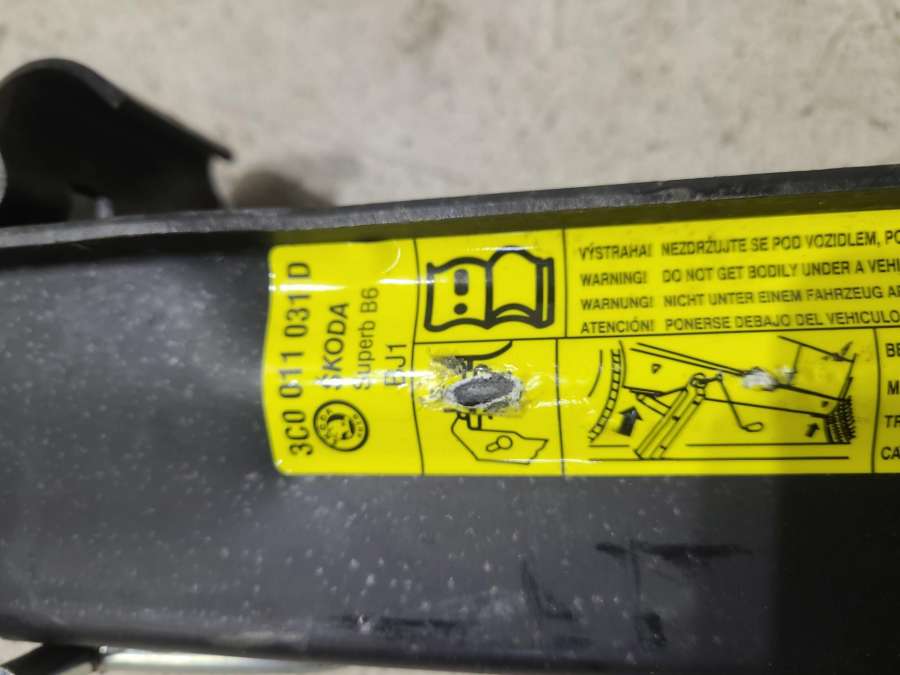 3C0 011 031 D
ŠKODA
Superb B6
BJ1
VÝSTRAHA! NEZDRŽUJTE SE POD VOZIDLEM,
WARNING! DO NOT GET BODILY UNDER A
WARNUNG! NICHT UNTER EINEM FAHRZEUG
ATENCIÓN! PONERSE DEBAJO DEL VEHICULO